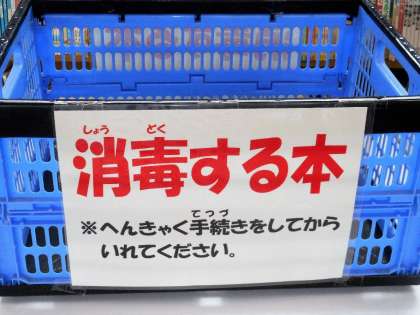 しょう どく
消毒する本
てつづ
※へんきゃく手続きをしてから
いれてください。